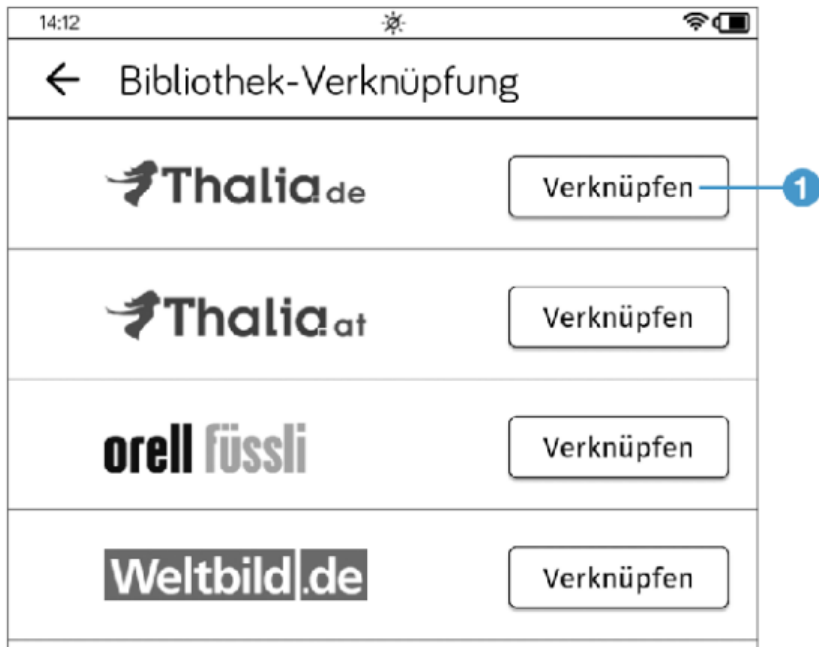 14:12
Bibliothek-Verknüpfung
Thalia.de Verknüpfen 1
Thalia.at Verknüpfen
orell füssli Verknüpfen
Weltbild.de Verknüpfen